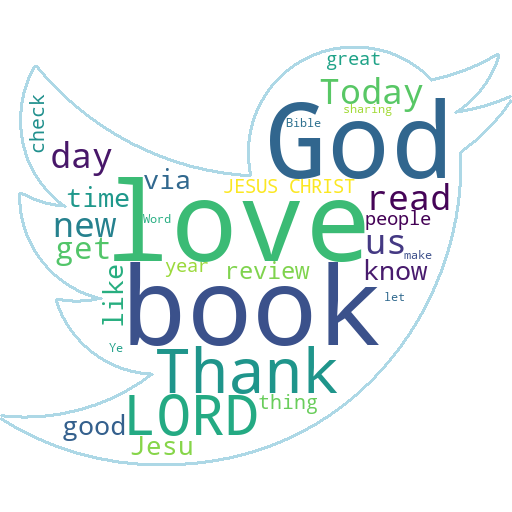 great
Today
sharing
check
God
Bible
day
via
JESUS CHRIST
read
time
love
Word
people
new
us
get
make
year
review
know
like
book
let
Ye
Thank
thing
LORD
good
Jesu